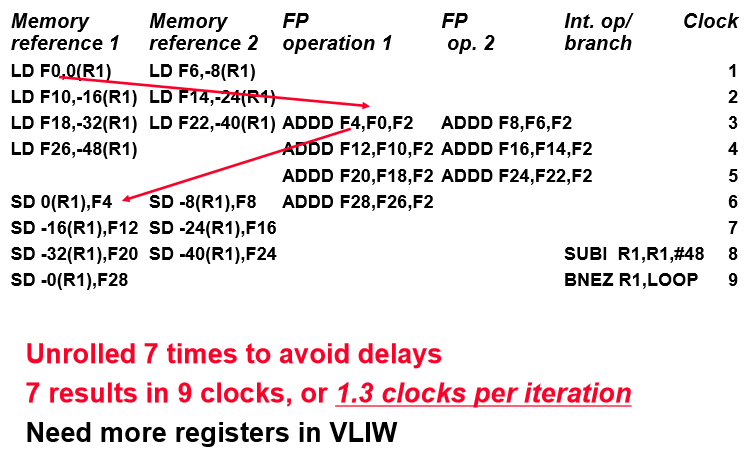 Memory Memory FP FP Int. op/ Clock
reference 1 reference 2 operation 1 op. 2 branch
LD F0,0(R1) LD F6,-8(R1) 1
LD F10,-16(R1) LD F14,-24(R1) 2
LD F18,-32(R1) LD F22,-40(R1) ADDD F4,F0,F2 ADDD F8,F6,F2 3
LD F26,-48(R1) ADDD F12,F10,F2 ADDD F16,F14,F2 4
ADDD F20,F18,F2 ADDD F24,F22,F2 5
SD 0(R1),F4 SD -8(R1),F8 ADDD F28,F26,F2 6
SD -16(R1),F12 SD -24(R1),F16 7
SD -32(R1),F20 SD -40(R1),F24 SUBI R1,R1,#48 8
SD -0(R1),F28 BNEZ R1,LOOP 9
Unrolled 7 times to avoid delays
7 results in 9 clocks, or 1.3 clocks per iteration
Need more registers in VLIW